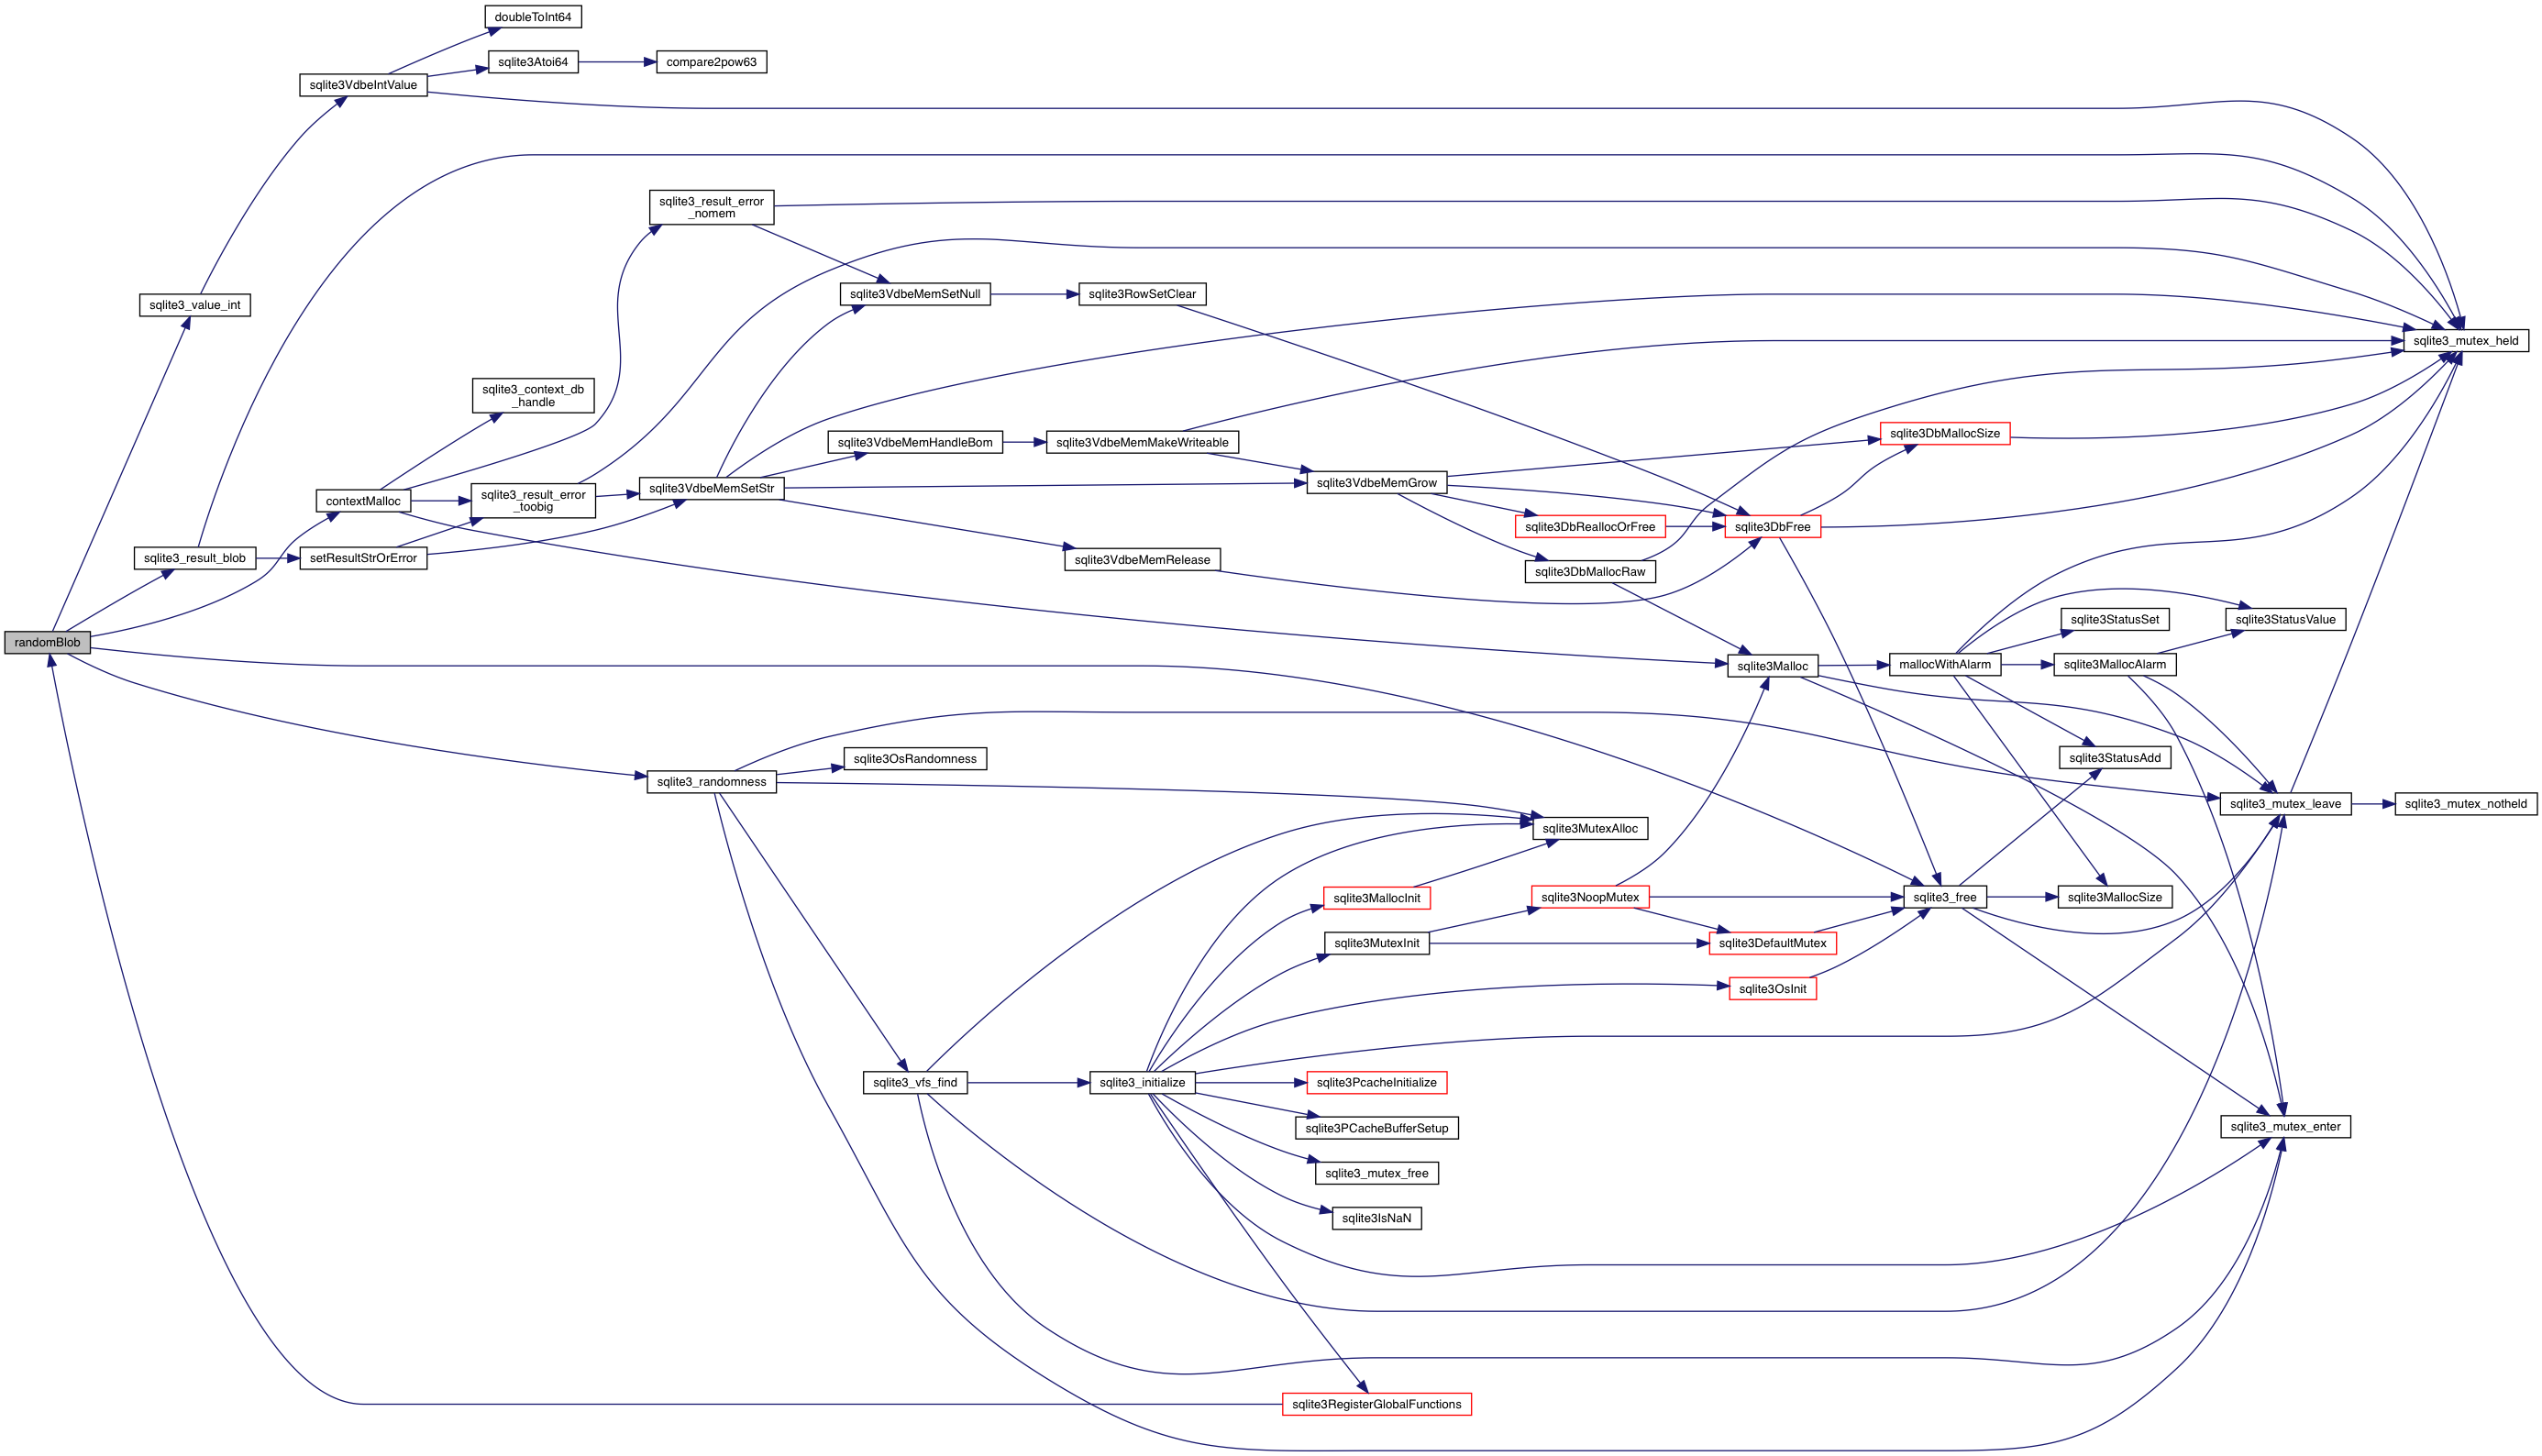 doubleToInt64
sqlite3Atoi64
compare2pow63
sqlite3VdbeIntValue
sqlite3_result_error
_nomem
sqlite3_value_int
sqlite3VdbeMemSetNull
sqlite3RowSetClear
sqlite3_mutex_held
sqlite3_context_db
_handle
sqlite3VdbeMemHandleBom
sqlite3VdbeMemMakeWriteable
sqlite3DbMallocSize
contextMalloc
sqlite3_result_error
_toobig
sqlite3VdbeMemSetStr
sqlite3VdbeMemGrow
sqlite3DbReallocOrFree
sqlite3DbFree
sqlite3_result_blob
setResultStrOrError
sqlite3VdbeMemRelease
sqlite3DbMallocRaw
randomBlob
sqlite3StatusSet
sqlite3StatusValue
sqlite3Malloc
mallocWithAlarm
sqlite3MallocAlarm
sqlite3_randomness
sqlite3OsRandomness
sqlite3StatusAdd
sqlite3MutexAlloc
sqlite3_mutex_leave
sqlite3_mutex_notheld
sqlite3MallocInit
sqlite3NoopMutex
sqlite3_free
sqlite3MallocSize
sqlite3MutexInit
sqlite3DefaultMutex
sqlite3OsInit
sqlite3_vfs_find
sqlite3_initialize
sqlite3PcacheInitialize
sqlite3PCacheBufferSetup
sqlite3_mutex_enter
sqlite3_mutex_free
sqlite3IsNaN
sqlite3RegisterGlobalFunctions